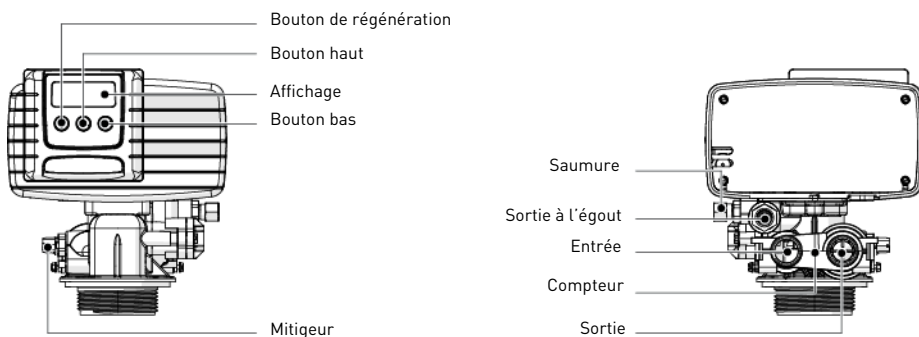 Bouton de régénération
Bouton haut
Affichage
Bouton bas
Mitigeur
Saumure
Sortie à l'égout
Entrée
Compteur
Sortie